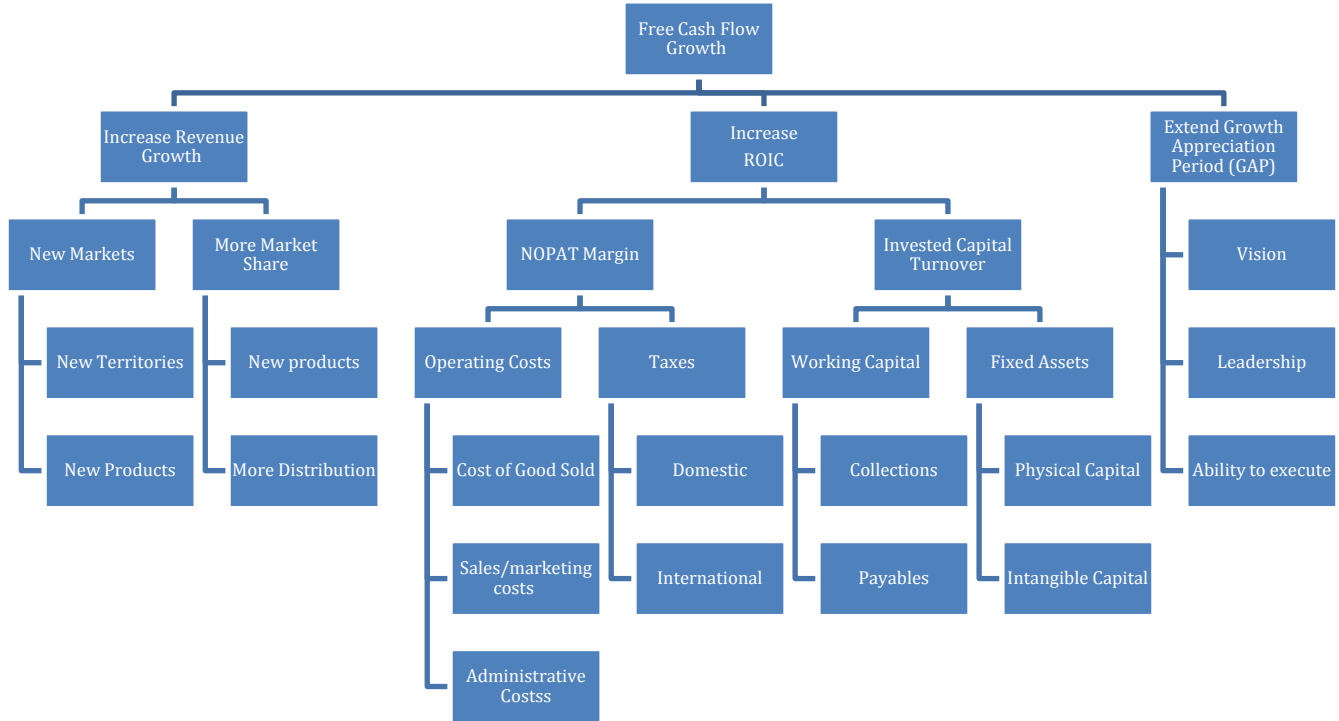 Free Cash Flow
Growth
Increase Revenue
Growth
Increase
ROIC
Extend Growth
Appreciation
Period (GAP)
New Markets
More Market
Share
NOPAT Margin
Invested Capital
Turnover
Vision
New Territories
New products
Operating Costs
Taxes
Working Capital
Fixed Assets
Leadership
New Products
More Distribution
Cost of Good Sold
Domestic
Collections
Physical Capital
Ability to execute
Sales/marketing
costs
International
Payables
Intangible Capital
Administrative
Costss